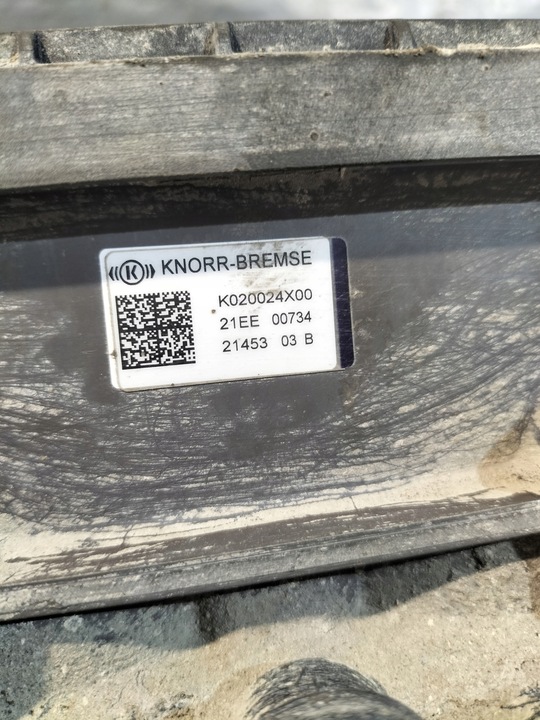 ((K)) KNORR-BREMSE
K020024X00
21EE 00734
21453 03 B